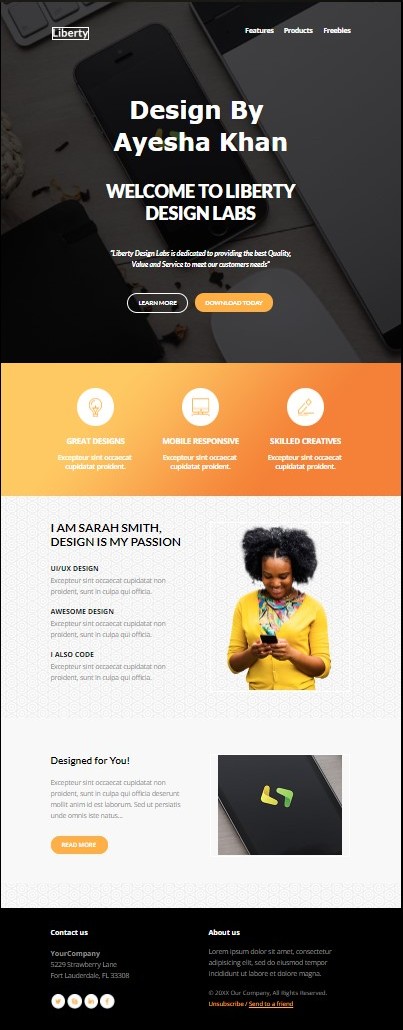 Liberty
Features Products Freebies
Design By
Ayesha Khan
WELCOME TO LIBERTY
DESIGN LABS
"Liberty Design Labs is dedicated to providing the best Quality,
Value and Service to meet our customers needs"
LEARN MORE DOWNLOAD TODAY
GREAT DESIGNS MOBILE RESPONSIVE SKILLED CREATIVES
Excepteur sint occaecat Excepteur sint occaecat Excepteur sint occaecat
cupidatat proident. cupidatat proident. cupidatat proident.
I AM SARAH SMITH,
DESIGN IS MY PASSION
UI/UX DESIGN
Excepteur sint occaecat cupidatat non
proident, sunt in culpa qui officia.
AWESOME DESIGN
Excepteur sint occaecat cupidatat non
proident, sunt in culpa qui officia.
I ALSO CODE
Excepteur sint occaecat cupidatat non
proident, sunt in culpa qui officia.
Designed for You!
Excepteur sint occaecat cupidatat non
proident, sunt in culpa qui officia deserunt
mollit anim id est laborum. Sed ut perspiatis
unde omnis iste natus...
READ MORE
Contact us
YourCompany
5229 Strawberry Lane
Fort Lauderdale, FL 33308
About us
Lorem ipsum dolor sit amet, consectetur
adipisicing elit, sed do eiusmod tempor
incididunt ut labore et dolore magna.
© 20XX Our Company, All Rights Reserved.
Unsubscribe / Send to a friend